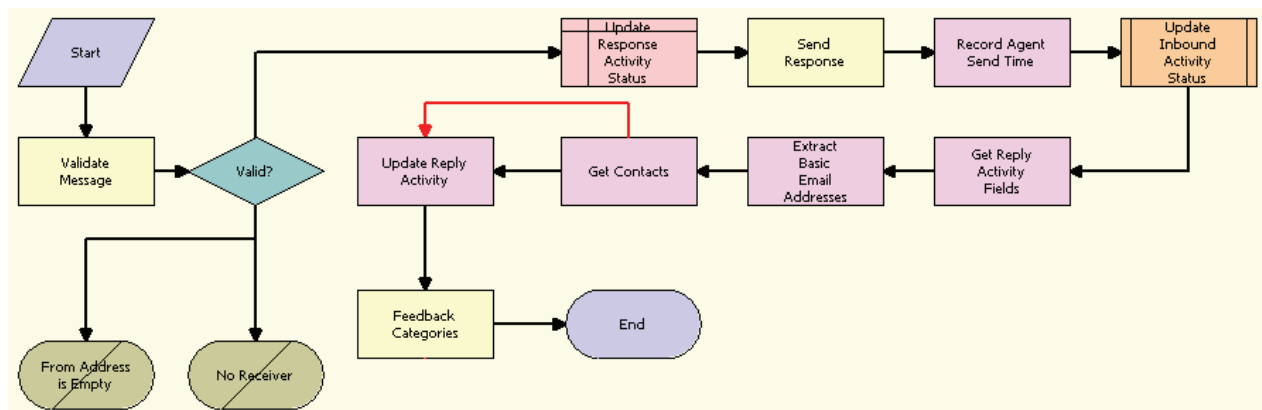 Start
Update
Response
Activity
Status
Send
Response
Record Agent
Send Time
Update
Inbound
Activity
Status
Validate
Message
Valid?
Update Reply
Activity
Get Contacts
Extract
Basic
Email
Addresses
Get Reply
Activity
Fields
Feedback
Categories
End
From Address
is Empty
No Receiver